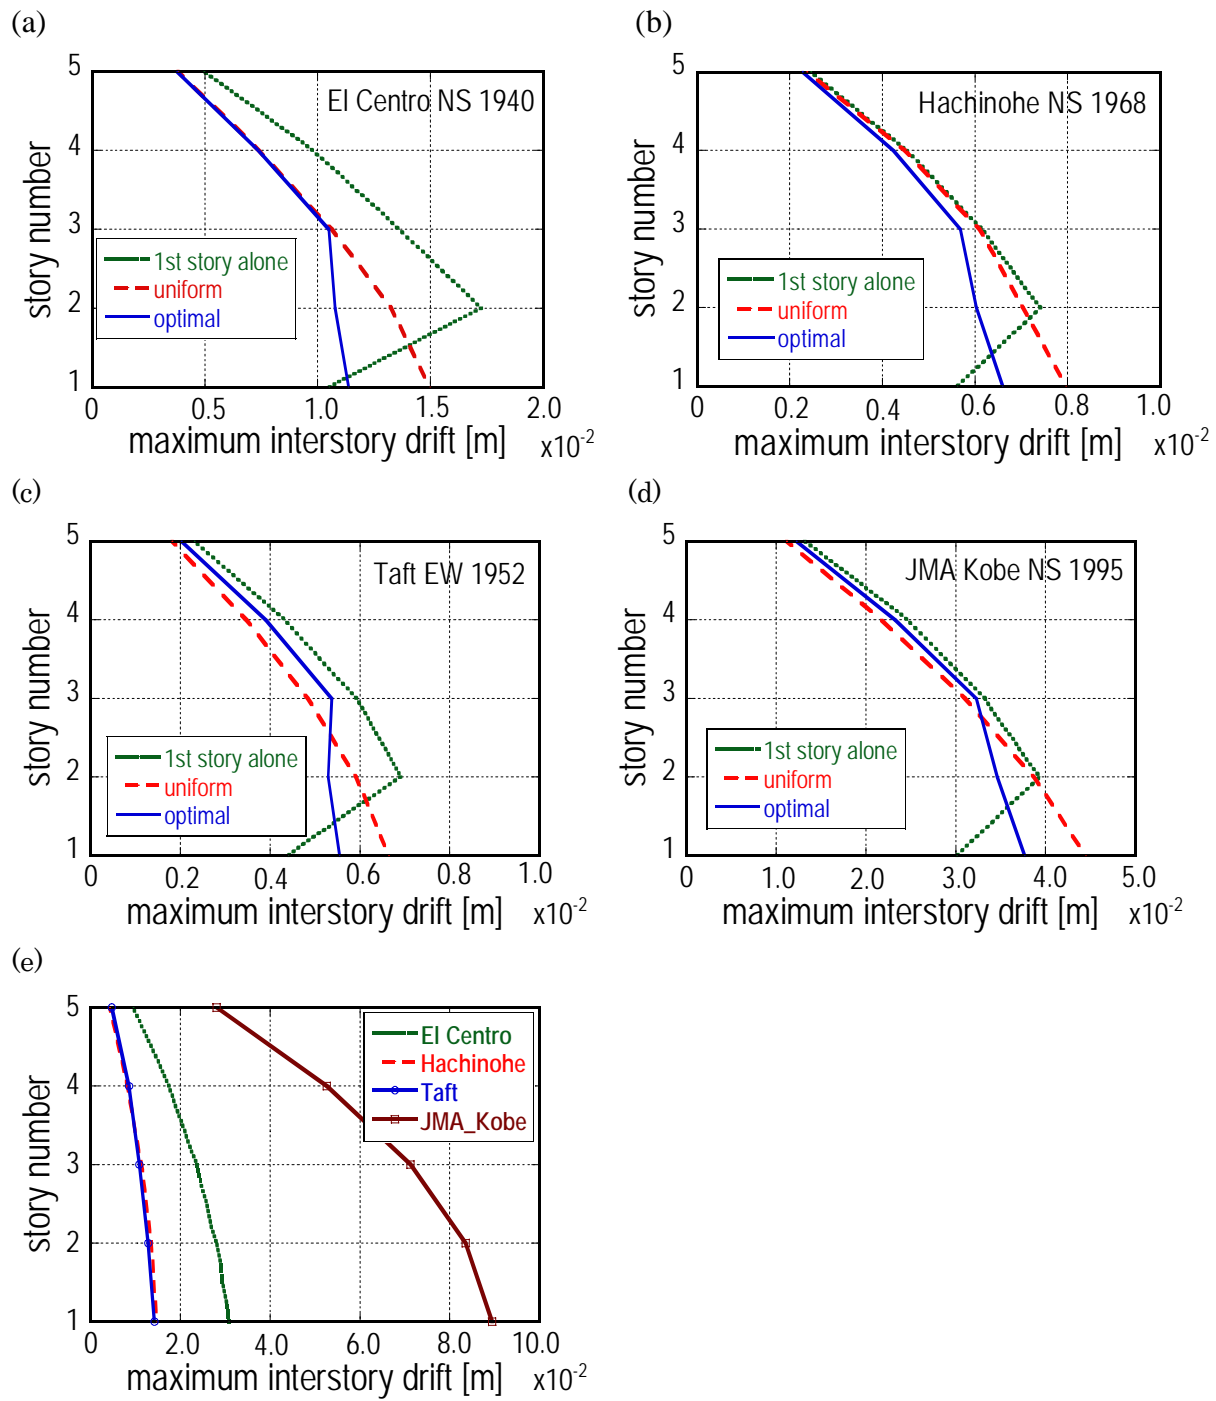 (a)
5
4
3
2
1
story number
El Centro NS 1940
1st story alone
uniform
optimal
0 0.5 1.0 1.5 2.0
maximum interstory drift [m] x10-2
(b)
5
4
3
2
1
story number
Hachinohe NS 1968
1st story alone
uniform
optimal
0 0.2 0.4 0.6 0.8 1.0
maximum interstory drift [m] x10-2
(c)
5
4
3
2
1
story number
Taft EW 1952
1st story alone
uniform
optimal
0 0.2 0.4 0.6 0.8 1.0
maximum interstory drift [m] x10-2
(d)
5
4
3
2
1
story number
JMA Kobe NS 1995
1st story alone
uniform
optimal
0 1.0 2.0 3.0 4.0 5.0
maximum interstory drift [m] x10-2
(e)
5
4
3
2
1
story number
El Centro
Hachinohe
Taft
JMA_Kobe
0 2.0 4.0 6.0 8.0 10.0
maximum interstory drift [m] x10-2